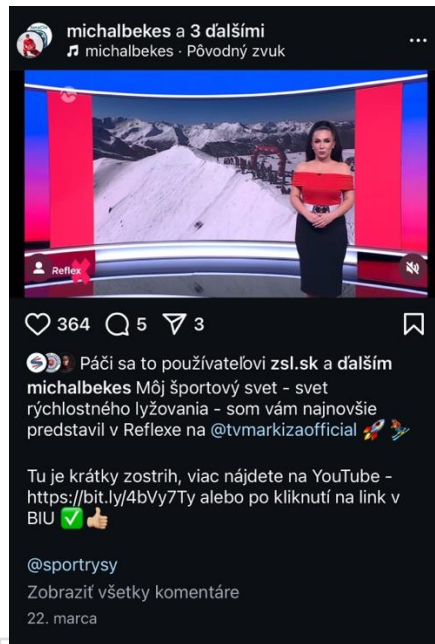 michalbekes a 3 ďalšími
michalbekes · Pôvodný zvuk
Reflex
364 5 3
Páči sa to používateľovi zsl.sk a ďalším
michalbekes Môj športový svet - svet
rýchlostného lyžovania - som vám najnovšie
predstavil v Reflexe na @tvmarkizaofficial
Tu je krátky zostrih, viac nájdete na YouTube -
https://bit.ly/4bVy7Ty alebo po kliknutí na link v
BIU
@sportrysy
Zobraziť všetky komentáre
22. marca